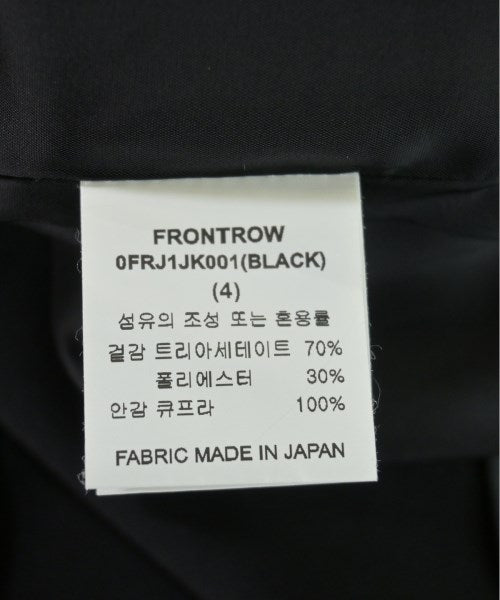 FRONTROW
0FRJ1JK001(BLACK)
(4)
섬유의 조성 또는 혼용률
겉감 트리아세테이트 70%
폴리에스터 30%
안감 큐프라 100%
FABRIC MADE IN JAPAN